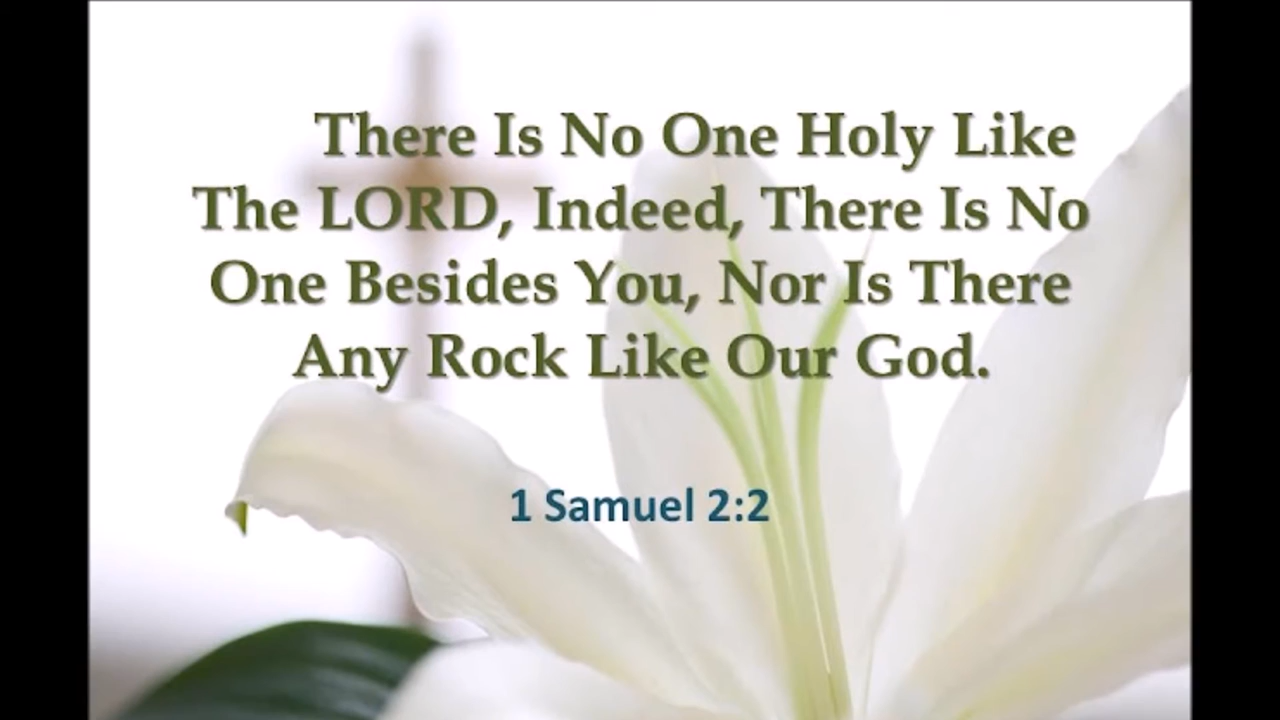 There Is No One Holy Like
The LORD, Indeed, There Is No
One Besides You, Nor Is There
Any Rock Like Our God.
1 Samuel 2:2